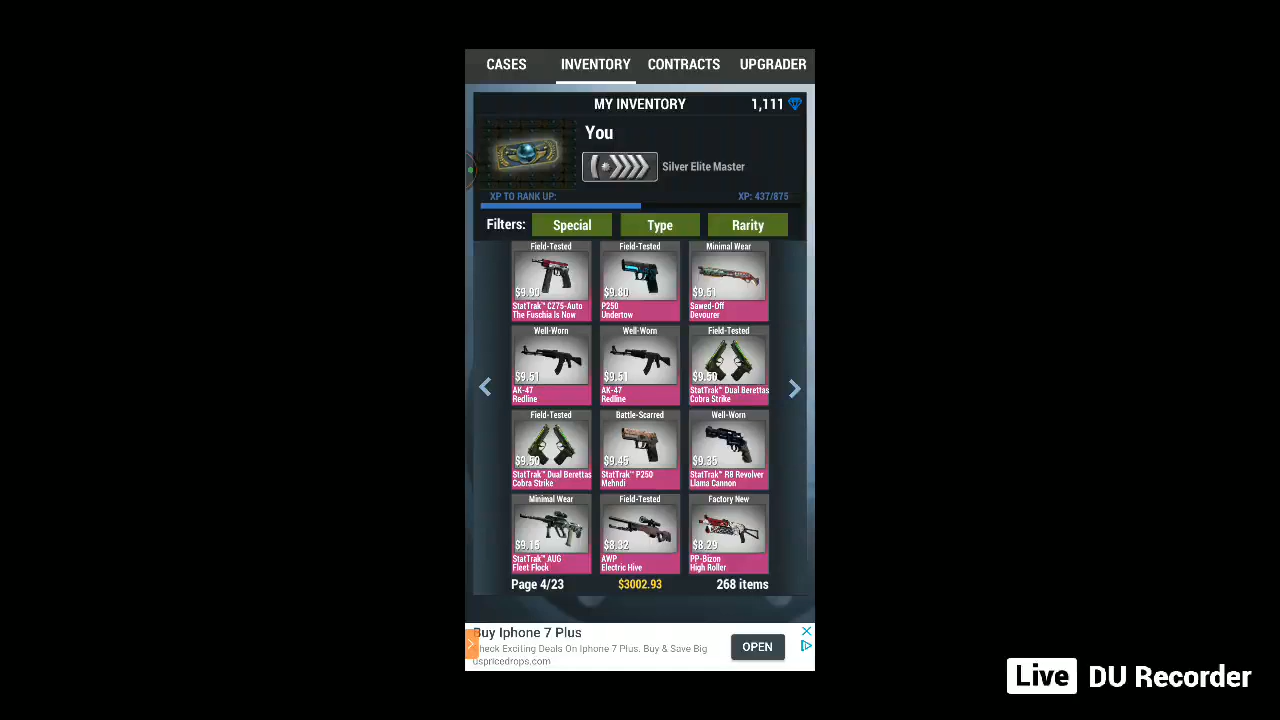 CASES INVENTORY CONTRACTS UPGRADER
MY INVENTORY 1,111
You
Silver Elite Master
XP TO RANK UP: XP: 437/875
Filters: Special Type Rarity
Field-Tested Field-Tested Minimal Wear
$9.90 $9.80 $9.51
StatTrak™ CZ75-Auto P250 Sawed-Off
The Fuschia Is Now Undertow Devourer
Well-Worn Well-Worn Field-Tested
$9.51 $9.51 $9.50
AK-47 AK-47 StatTrak™ Dual Berettas
Redline Redline Cobra Strike
Field-Tested Battle-Scarred Well-Worn
$9.50 $9.45 $9.35
StatTrak™ Dual Berettas StatTrak™ P250 StatTrak™ R8 Revolver
Cobra Strike Mehndi Llama Cannon
Minimal Wear Field-Tested Factory New
$9.15 $8.32 $8.29
StatTrak™ AUG AWP PP-Bizon
Fleet Flock Electric Hive High Roller
Page 4/23 $3002.93 268 items
Buy Iphone 7 Plus
Check Exciting Deals On Iphone 7 Plus. Buy & Save Big
uspricedrops.com
OPEN
Live DU Recorder